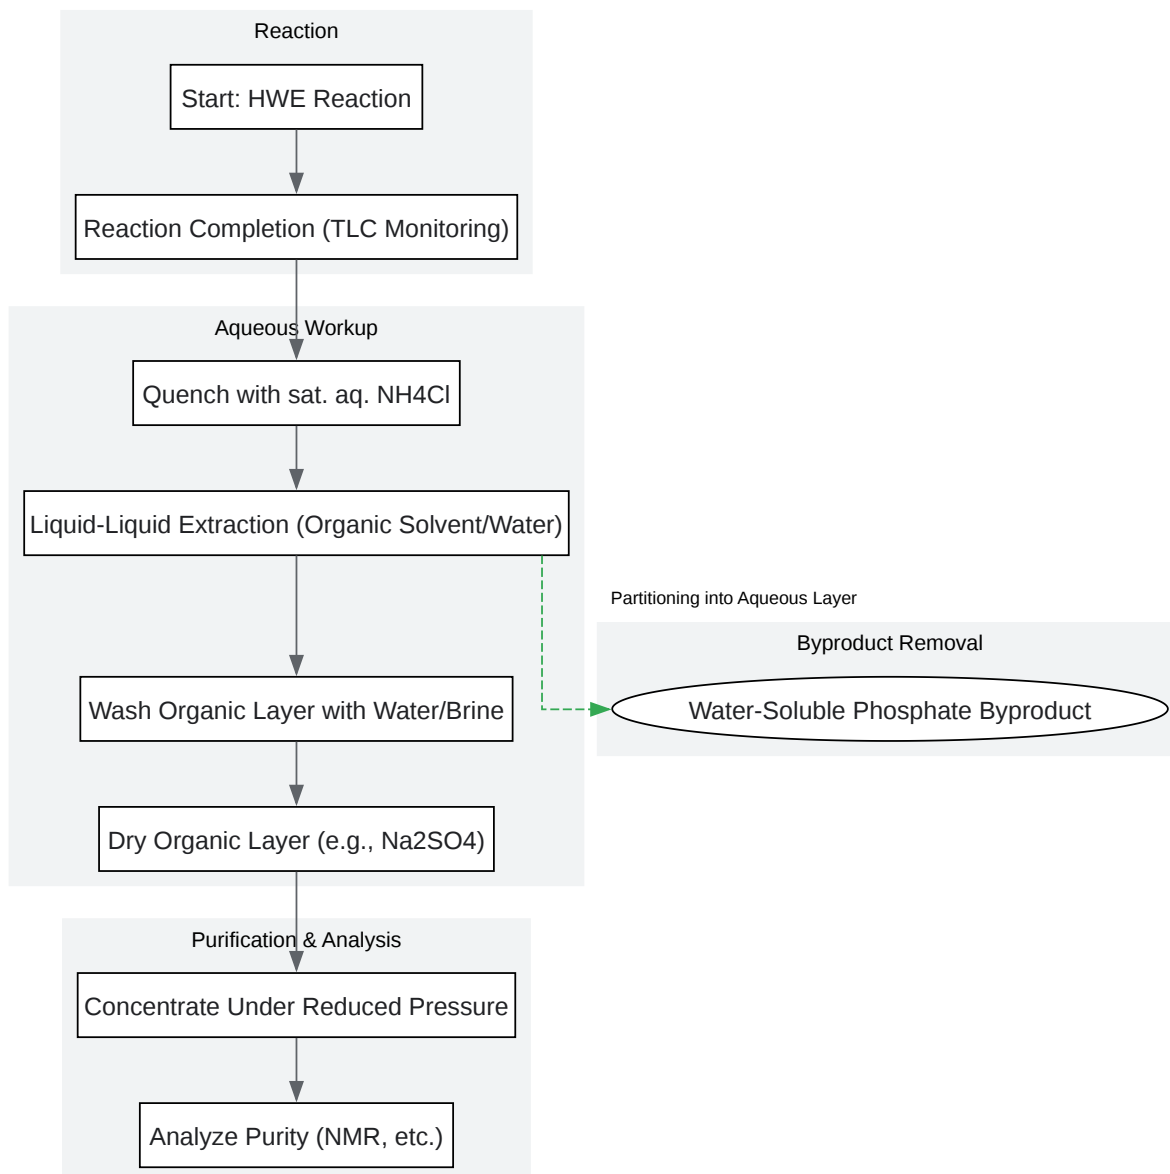 Reaction
Start: HWE Reaction
Reaction Completion (TLC Monitoring)
Aqueous Workup
Quench with sat. aq. NH4Cl
Liquid-Liquid Extraction (Organic Solvent/Water)
Partitioning into Aqueous Layer
Byproduct Removal
Water-Soluble Phosphate Byproduct
Wash Organic Layer with Water/Brine
Dry Organic Layer (e.g., Na2SO4)
Purification & Analysis
Concentrate Under Reduced Pressure
Analyze Purity (NMR, etc.)